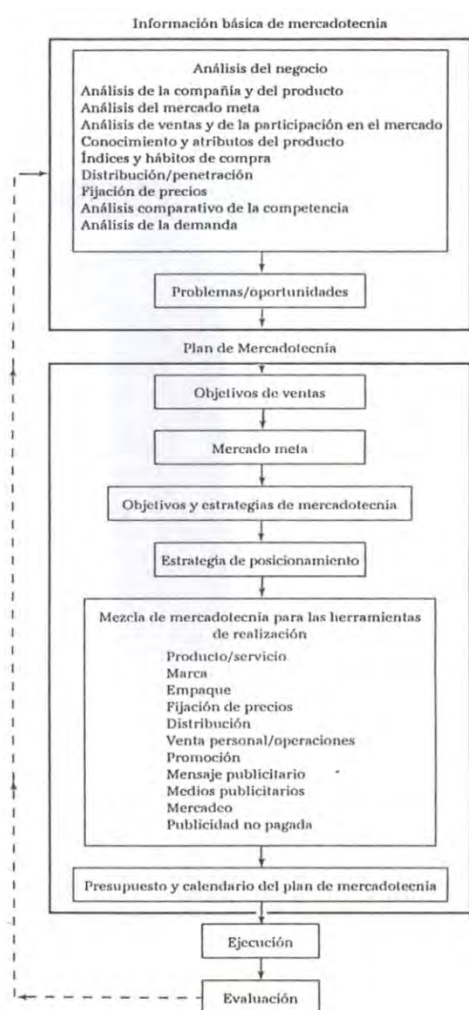 Información básica de mercadotecnia
Análisis del negocio
Análisis de la compañía y del producto
Análisis del mercado meta
Análisis de ventas y de la participación en el mercado
Conocimiento y atributos del producto
Índices y hábitos de compra
Distribución/penetración
Fijación de precios
Análisis comparativo de la competencia
Análisis de la demanda
Problemas/oportunidades
Plan de Mercadotecnia
Objetivos de ventas
Mercado meta
Objetivos y estrategias de mercadotecnia
Estrategia de posicionamiento
Mezcla de mercadotecnia para las herramientas
de realización
Producto/servicio
Marca
Empaque
Fijación de precios
Distribución
Venta personal/operaciones
Promoción
Mensaje publicitario
Medios publicitarios
Mercadeo
Publicidad no pagada
Presupuesto y calendario del plan de mercadotecnia
Ejecución
Evaluación